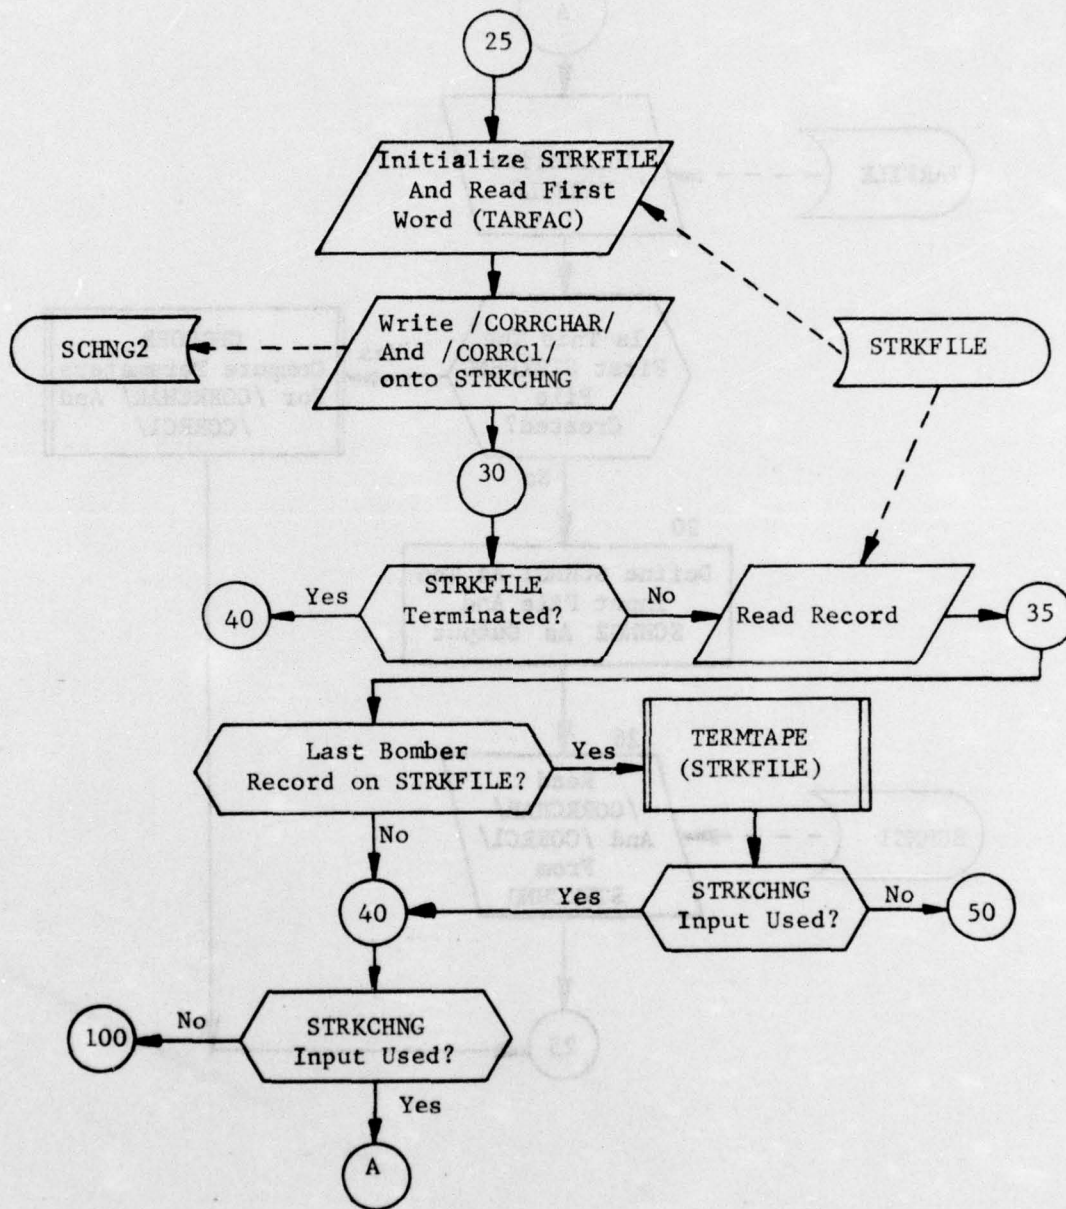 25
Initialize STRKFILE
And Read First
Word (TARFAC)
SCHNG2
Write /CORRCHAR/
And /CORRC1/
onto STRKCHNG
STRKFILE
30
40
Yes
STRKFILE
Terminated?
No
Read Record
35
Last Bomber
Record on STRKFILE?
Yes
TERMTAPE
(STRKFILE)
No
40
Yes
STRKCHNG
Input Used?
No
50
100
No
STRKCHNG
Input Used?
Yes
A